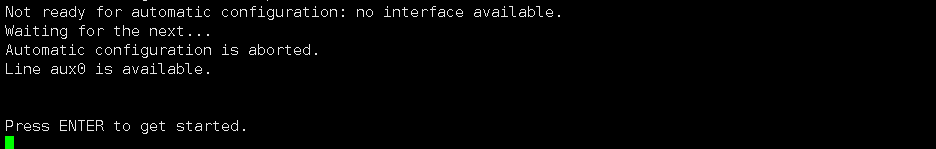 Not ready for automatic configuration: no interface available.
Waiting for the next...
Automatic configuration is aborted.
Line aux0 is available.
Press ENTER to get started.